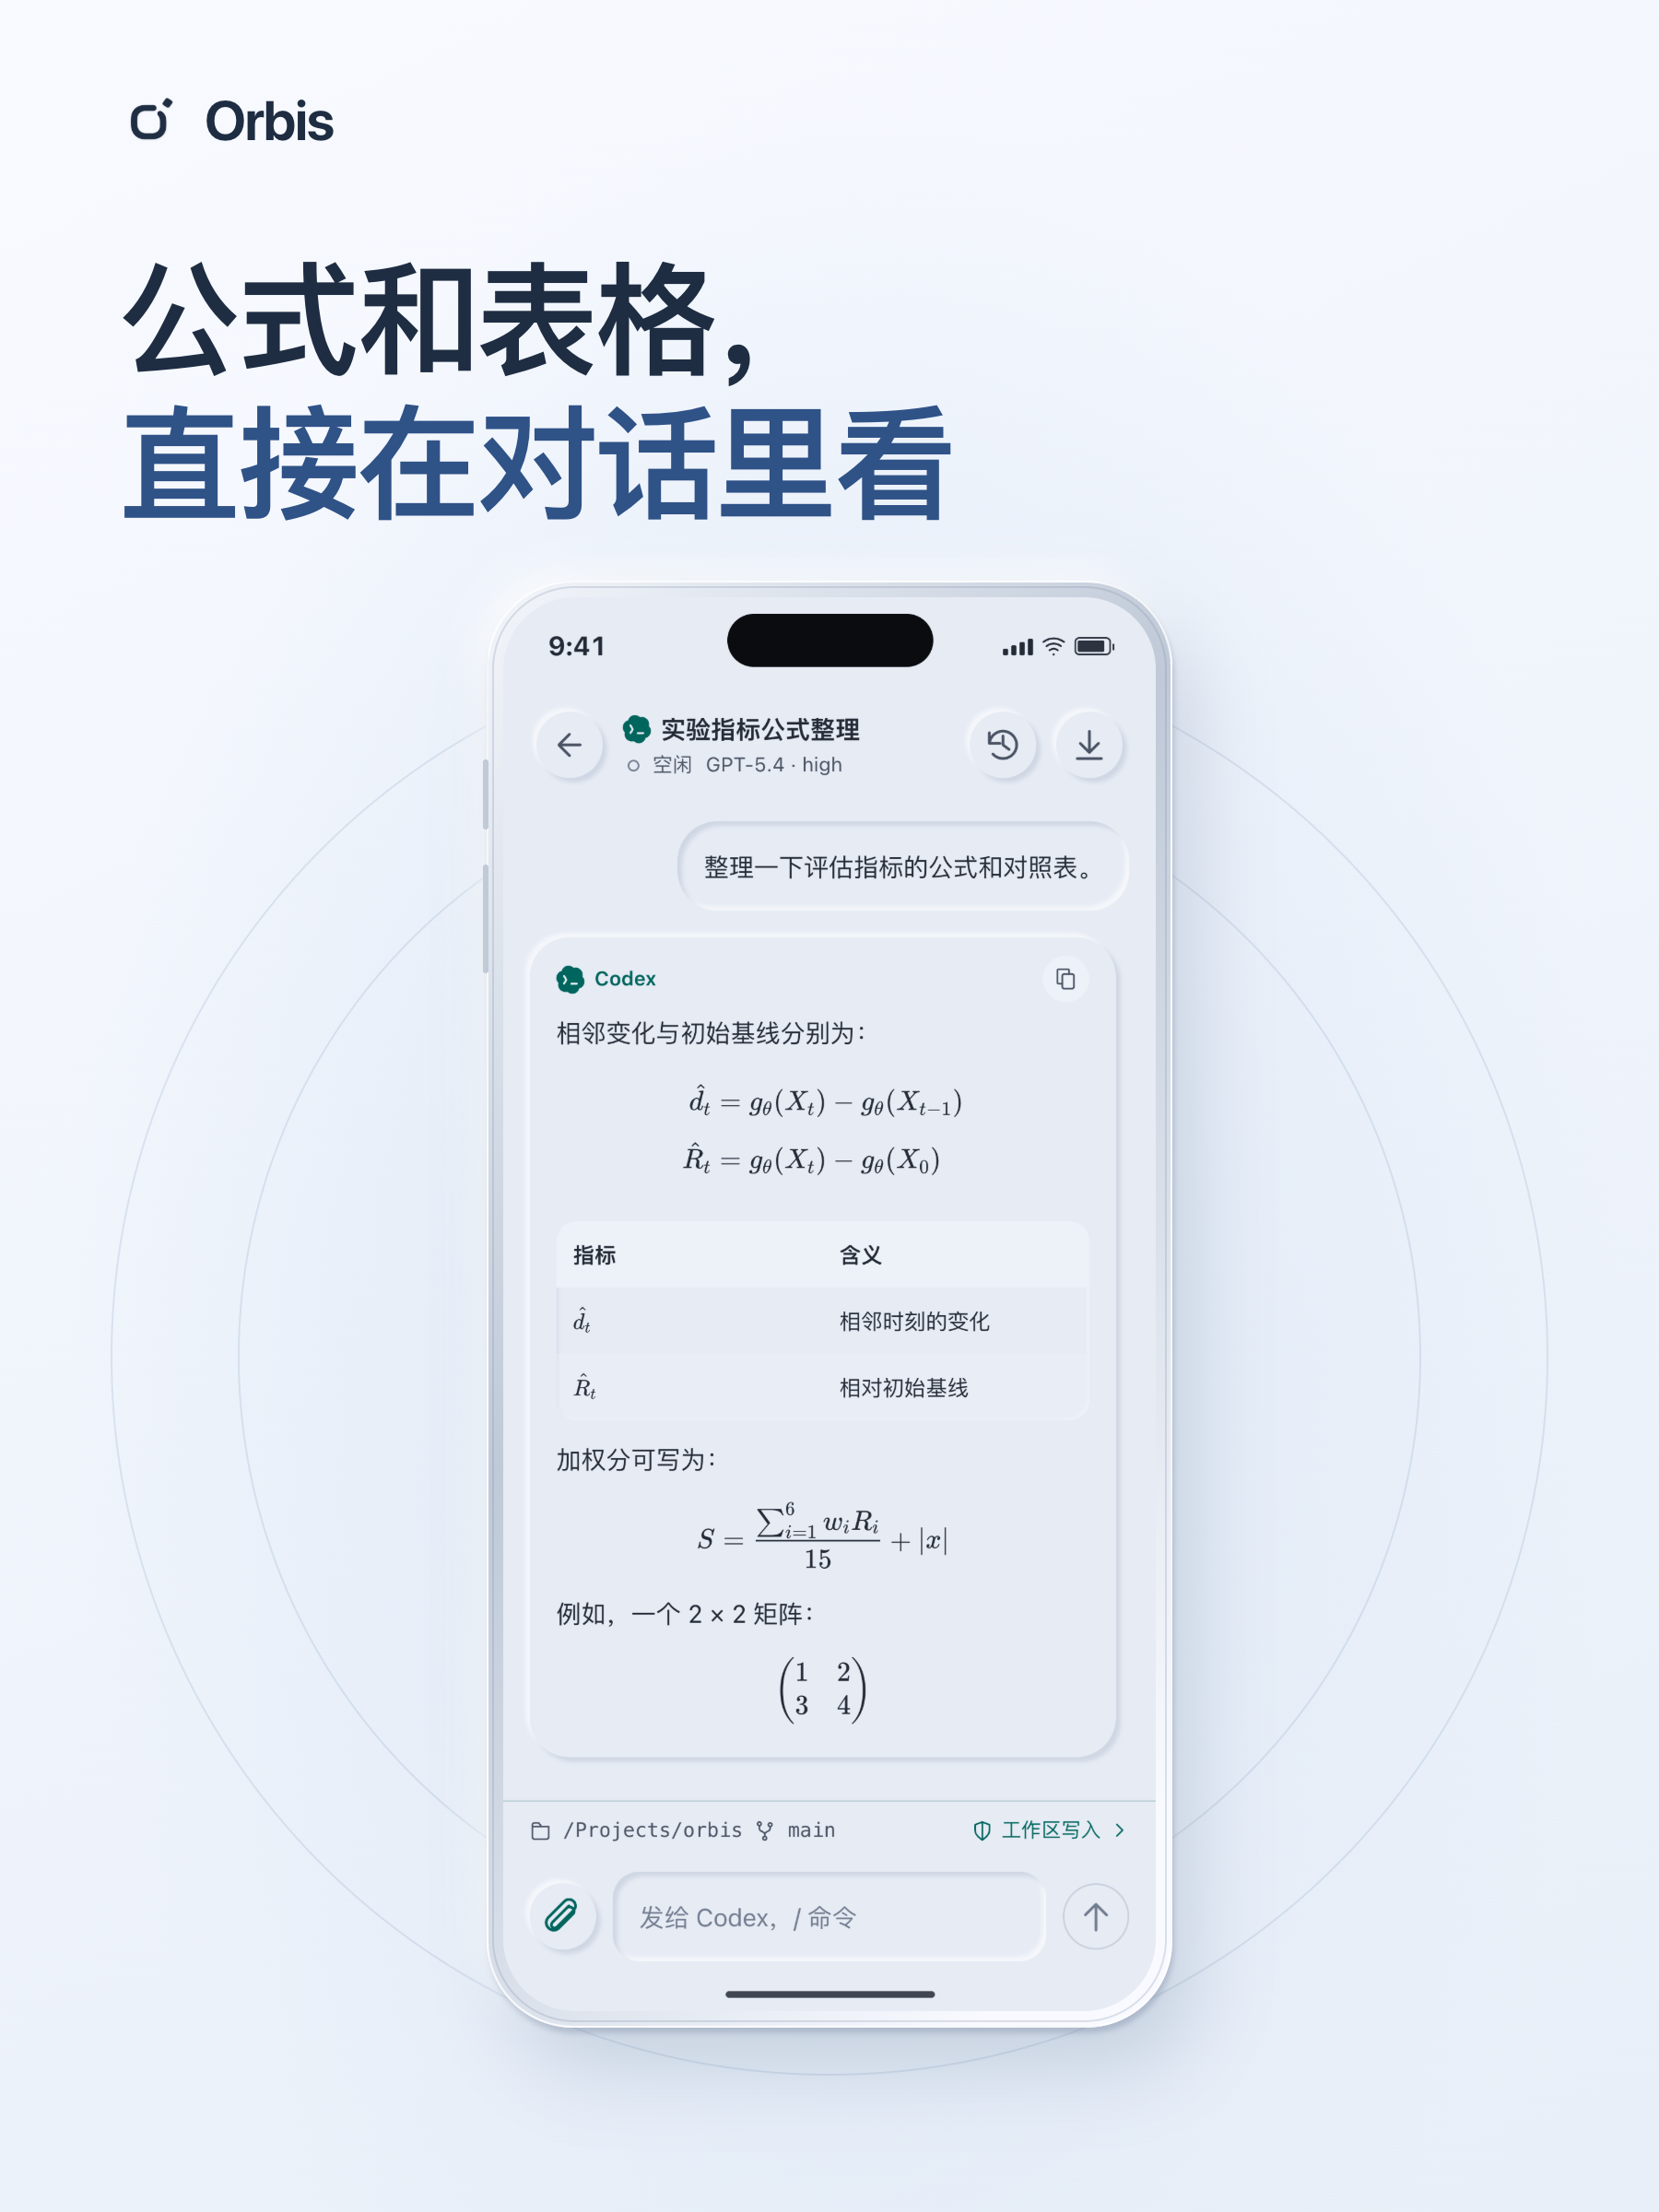 Orbis
公式和表格，
直接在对话里看
9:41
实验指标公式整理
空闲 GPT-5.4 · high
整理一下评估指标的公式和对照表。
Codex
相邻变化与初始基线分别为：
d̂ₜ = g_θ(Xₜ) − g_θ(Xₜ₋₁)
R̂ₜ = g_θ(Xₜ) − g_θ(X₀)
指标 含义
d̂ₜ 相邻时刻的变化
R̂ₜ 相对初始基线
加权分可写为：
S = \frac{\sum_{i=1}^{6} w_i R_i}{15} + |x|
例如，一个 2 × 2 矩阵：
1 2
3 4
/Projects/orbis main 工作区写入
发给 Codex，/ 命令